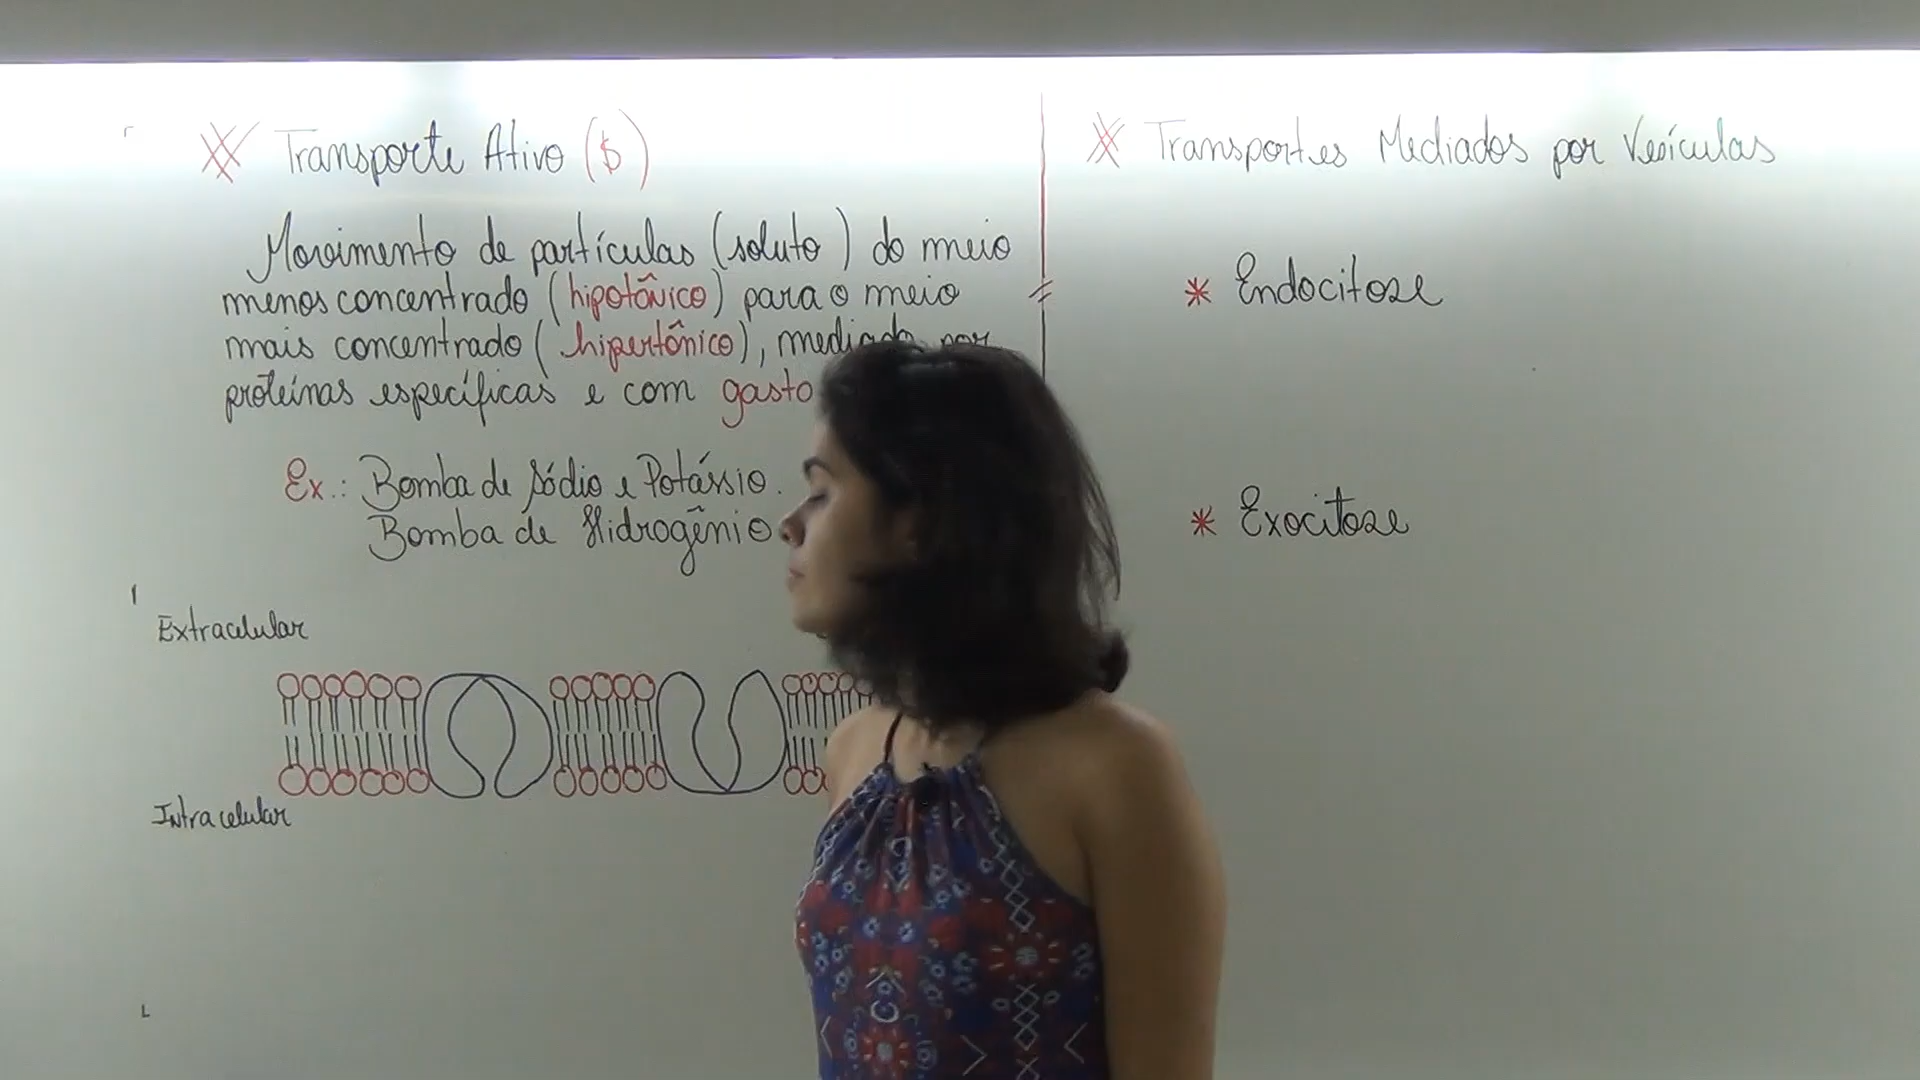 Transporte Ativo ($)
Movimento de partículas (soluto) do meio
menos concentrado (hipotônico) para o meio
mais concentrado (hipertônico), mediado por
proteínas específicas e com gasto
Ex.: Bomba de Sódio e Potássio.
Bomba de Hidrogênio
Extracelular
Intracelular
Transportes Mediados por Vesículas
* Endocitose
* Exocitose